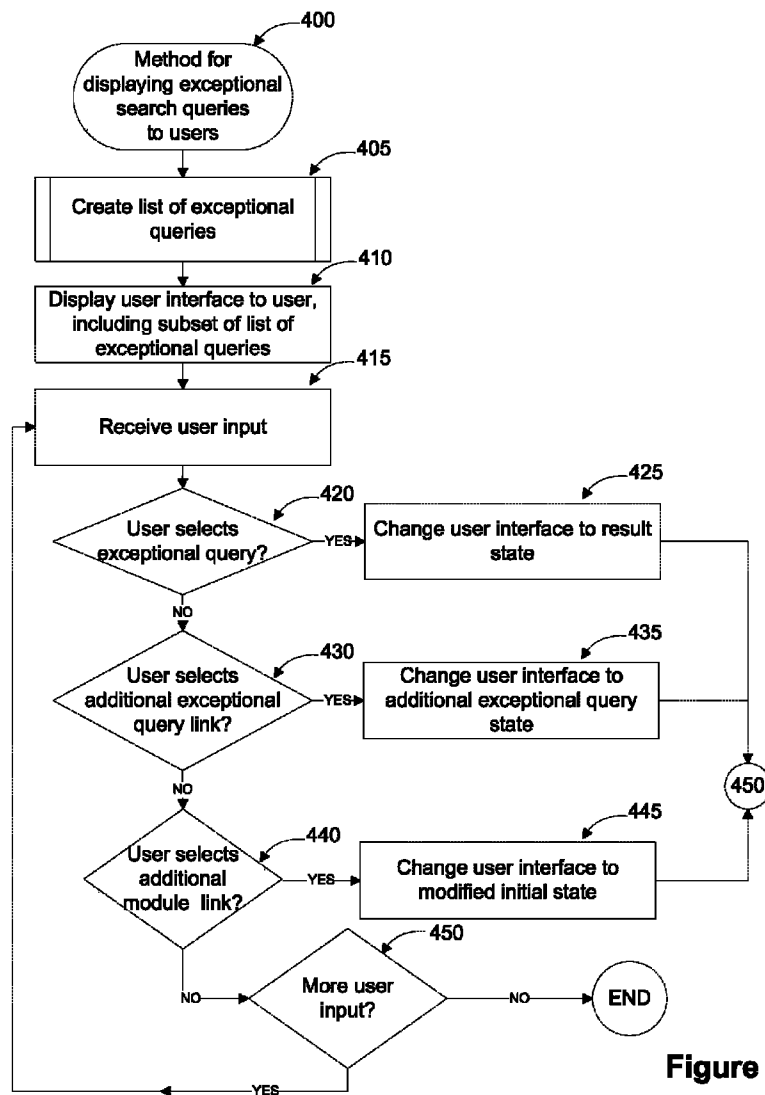 400
Method for
displaying exceptional
search queries
to users
405
Create list of exceptional
queries
410
Display user interface to user,
including subset of list of
exceptional queries
415
Receive user input
420
User selects
exceptional query?
YES
425
Change user interface to result
state
NO
430
User selects
additional exceptional
query link?
YES
435
Change user interface to
additional exceptional query
state
450
NO
440
User selects
additional
module link?
YES
445
Change user interface to
modified initial state
450
NO
More user
input?
NO
END
YES
Figure